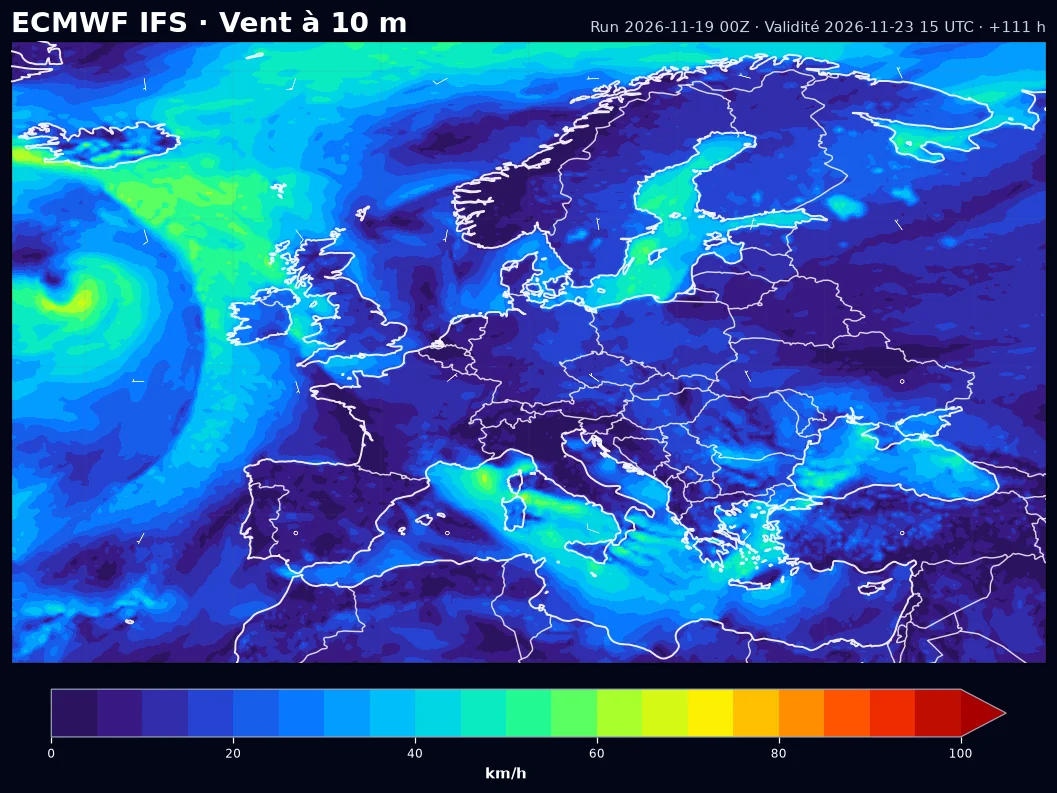 ECMWF IFS · Vent à 10 m
Run 2026-11-19 00Z · Validité 2026-11-23 15 UTC · +111 h
0 20 40 60 80 100
km/h